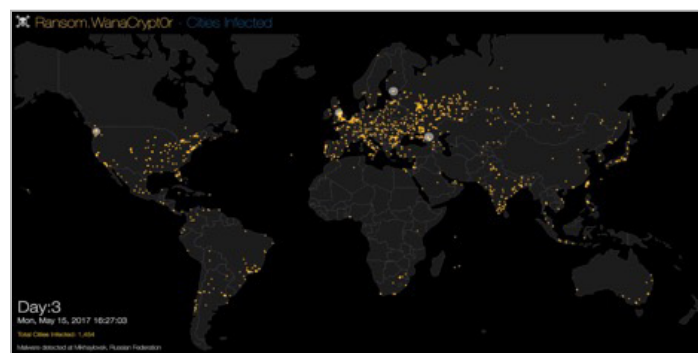 Ransom.WanaCrypt0r - Cities Infected
Day:3
Mon, May 15, 2017 16:27:03
Total Cities Infected: 1,454
Malware detected at Mikhaylovsk, Russian Federation